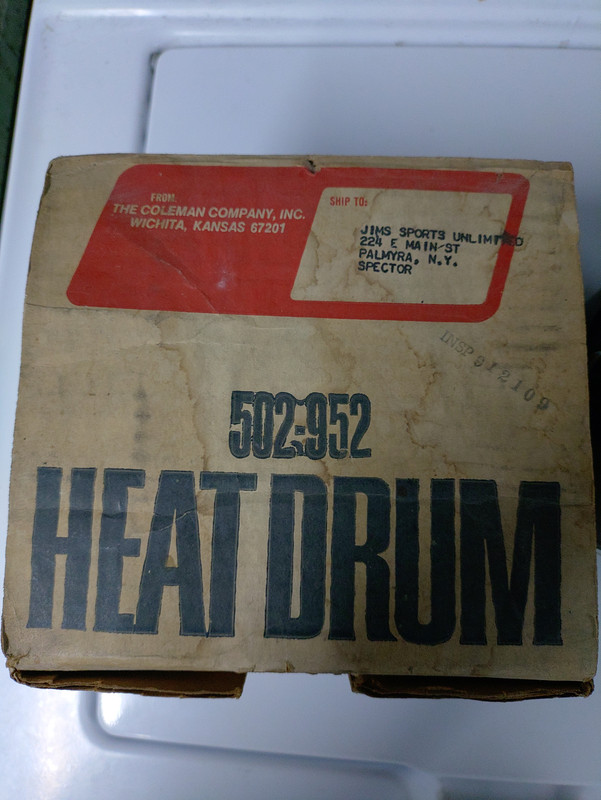 FROM:
THE COLEMAN COMPANY, INC.
WICHITA, KANSAS 67201
SHIP TO:
JIMS SPORTS UNLIMITED
224 E MAIN ST
PALMYRA, N.Y.
SPECTOR
INSP 812109
502-952
HEAT DRUM